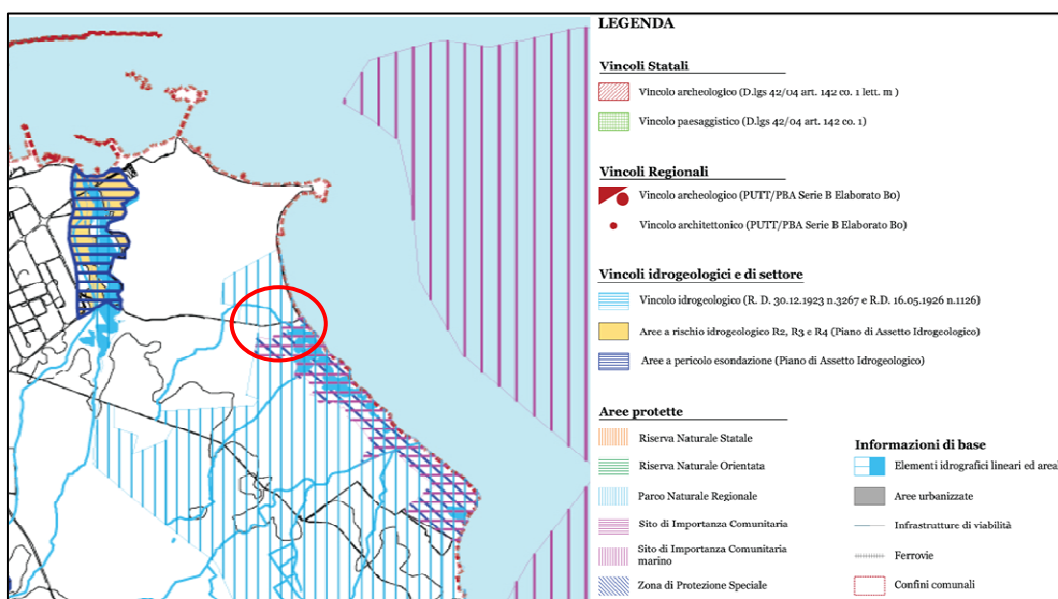 LEGENDA
Vincoli Statali
Vincolo archeologico (D.lgs 42/04 art. 142 co. 1 lett. m )
Vincolo paesaggistico (D.lgs 42/04 art. 142 co. 1)
Vincoli Regionali
Vincolo archeologico (PUTT/PBA Serie B Elaborato B0)
Vincolo architettonico (PUTT/PBA Serie B Elaborato B0)
Vincoli idrogeologici e di settore
Vincolo idrogeologico (R. D. 30.12.1923 n.3267 e R.D. 16.05.1926 n.1126)
Aree a rischio idrogeologico R2, R3 e R4 (Piano di Assetto Idrogeologico)
Aree a pericolo esondazione (Piano di Assetto Idrogeologico)
Aree protette
Riserva Naturale Statale
Riserva Naturale Orientata
Parco Naturale Regionale
Sito di Importanza Comunitaria
Sito di Importanza Comunitaria
marino
Zona di Protezione Speciale
Informazioni di base
Elementi idrografici lineari ed areal
Aree urbanizzate
Infrastrutture di viabilità
Ferrovie
Confini comunali